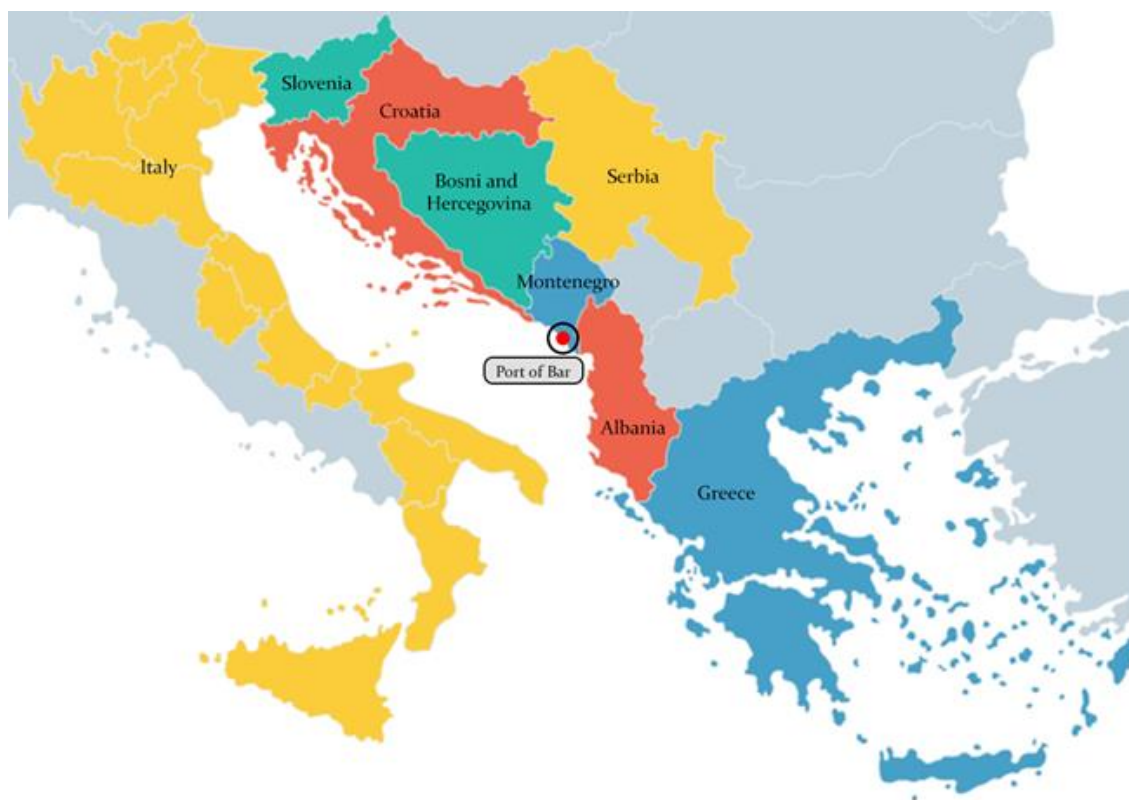 Slovenia
Croatia
Italy
Bosni and
Hercegovina
Serbia
Montenegro
Port of Bar
Albania
Greece